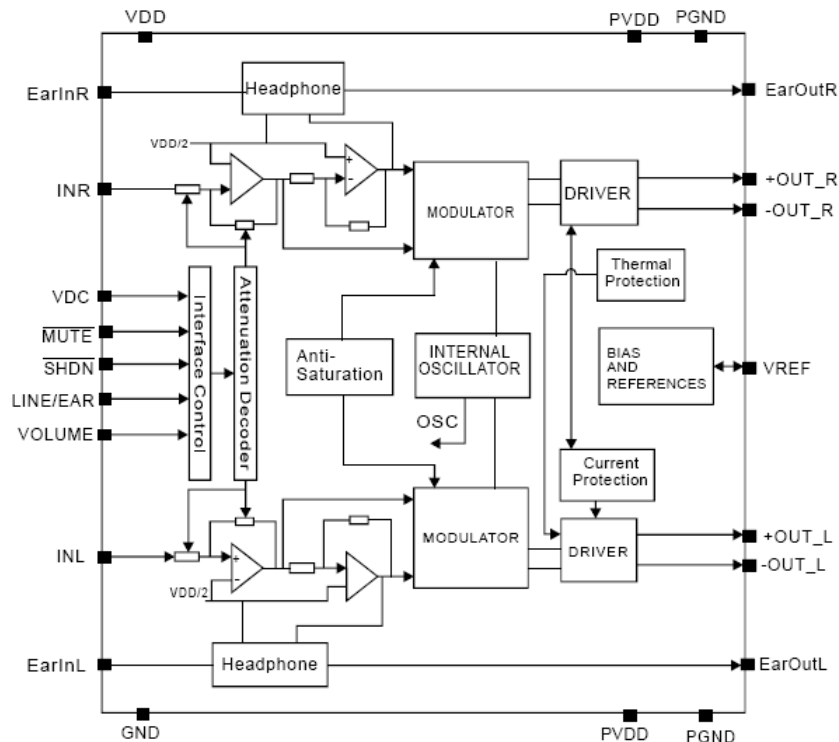 VDD
PVDD
PGND
EarInR
Headphone
EarOutR
VDD/2
+
-
INR
MODULATOR
DRIVER
+OUT_R
-OUT_R
Thermal
Protection
VDC
MUTE
SHDN
LINE/EAR
VOLUME
Interface Control
Attenuation Decoder
Anti-
Saturation
INTERNAL
OSCILLATOR
OSC
BIAS
AND
REFERENCES
VREF
Current
Protection
INL
+
-
VDD/2
MODULATOR
DRIVER
+OUT_L
-OUT_L
EarInL
Headphone
EarOutL
GND
PVDD
PGND